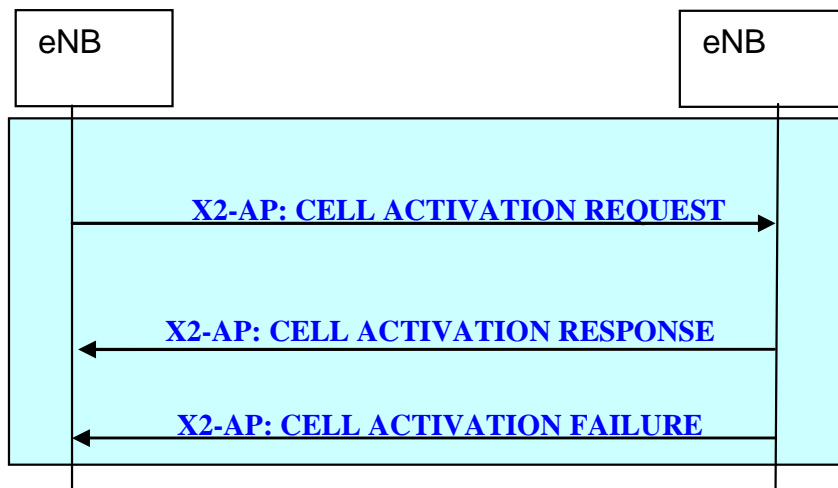 eNB
eNB
X2-AP: CELL ACTIVATION REQUEST
X2-AP: CELL ACTIVATION RESPONSE
X2-AP: CELL ACTIVATION FAILURE